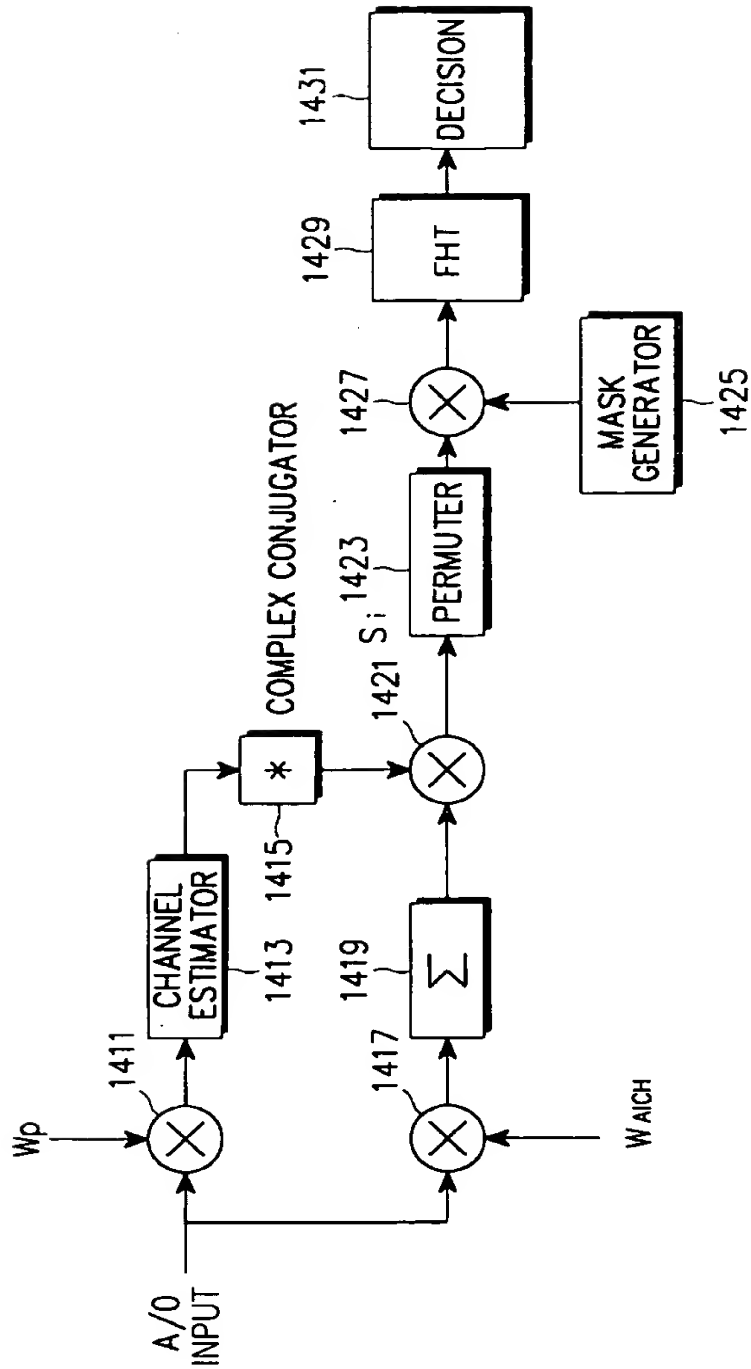 A/O
INPUT
Wp
1411
CHANNEL
ESTIMATOR
1413
*
1415
COMPLEX CONJUGATOR
1417
WAICH
Σ
1419
1421
Si
PERMUTER
1423
1427
MASK
GENERATOR
1425
FHT
1429
DECISION
1431